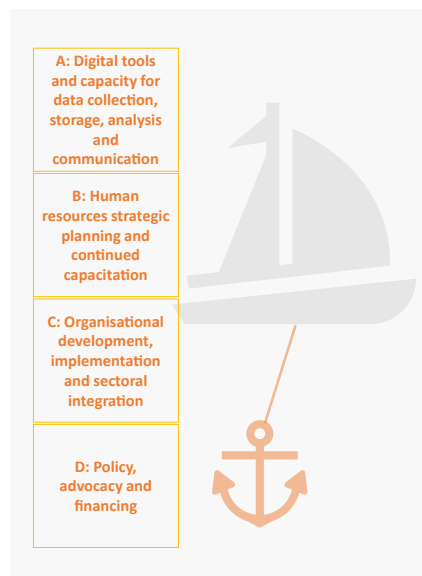 A: Digital tools
and capacity for
data collection,
storage, analysis
and
communication
B: Human
resources strategic
planning and
continued
capacitation
C: Organisational
development,
implementation
and sectoral
integration
D: Policy,
advocacy and
financing